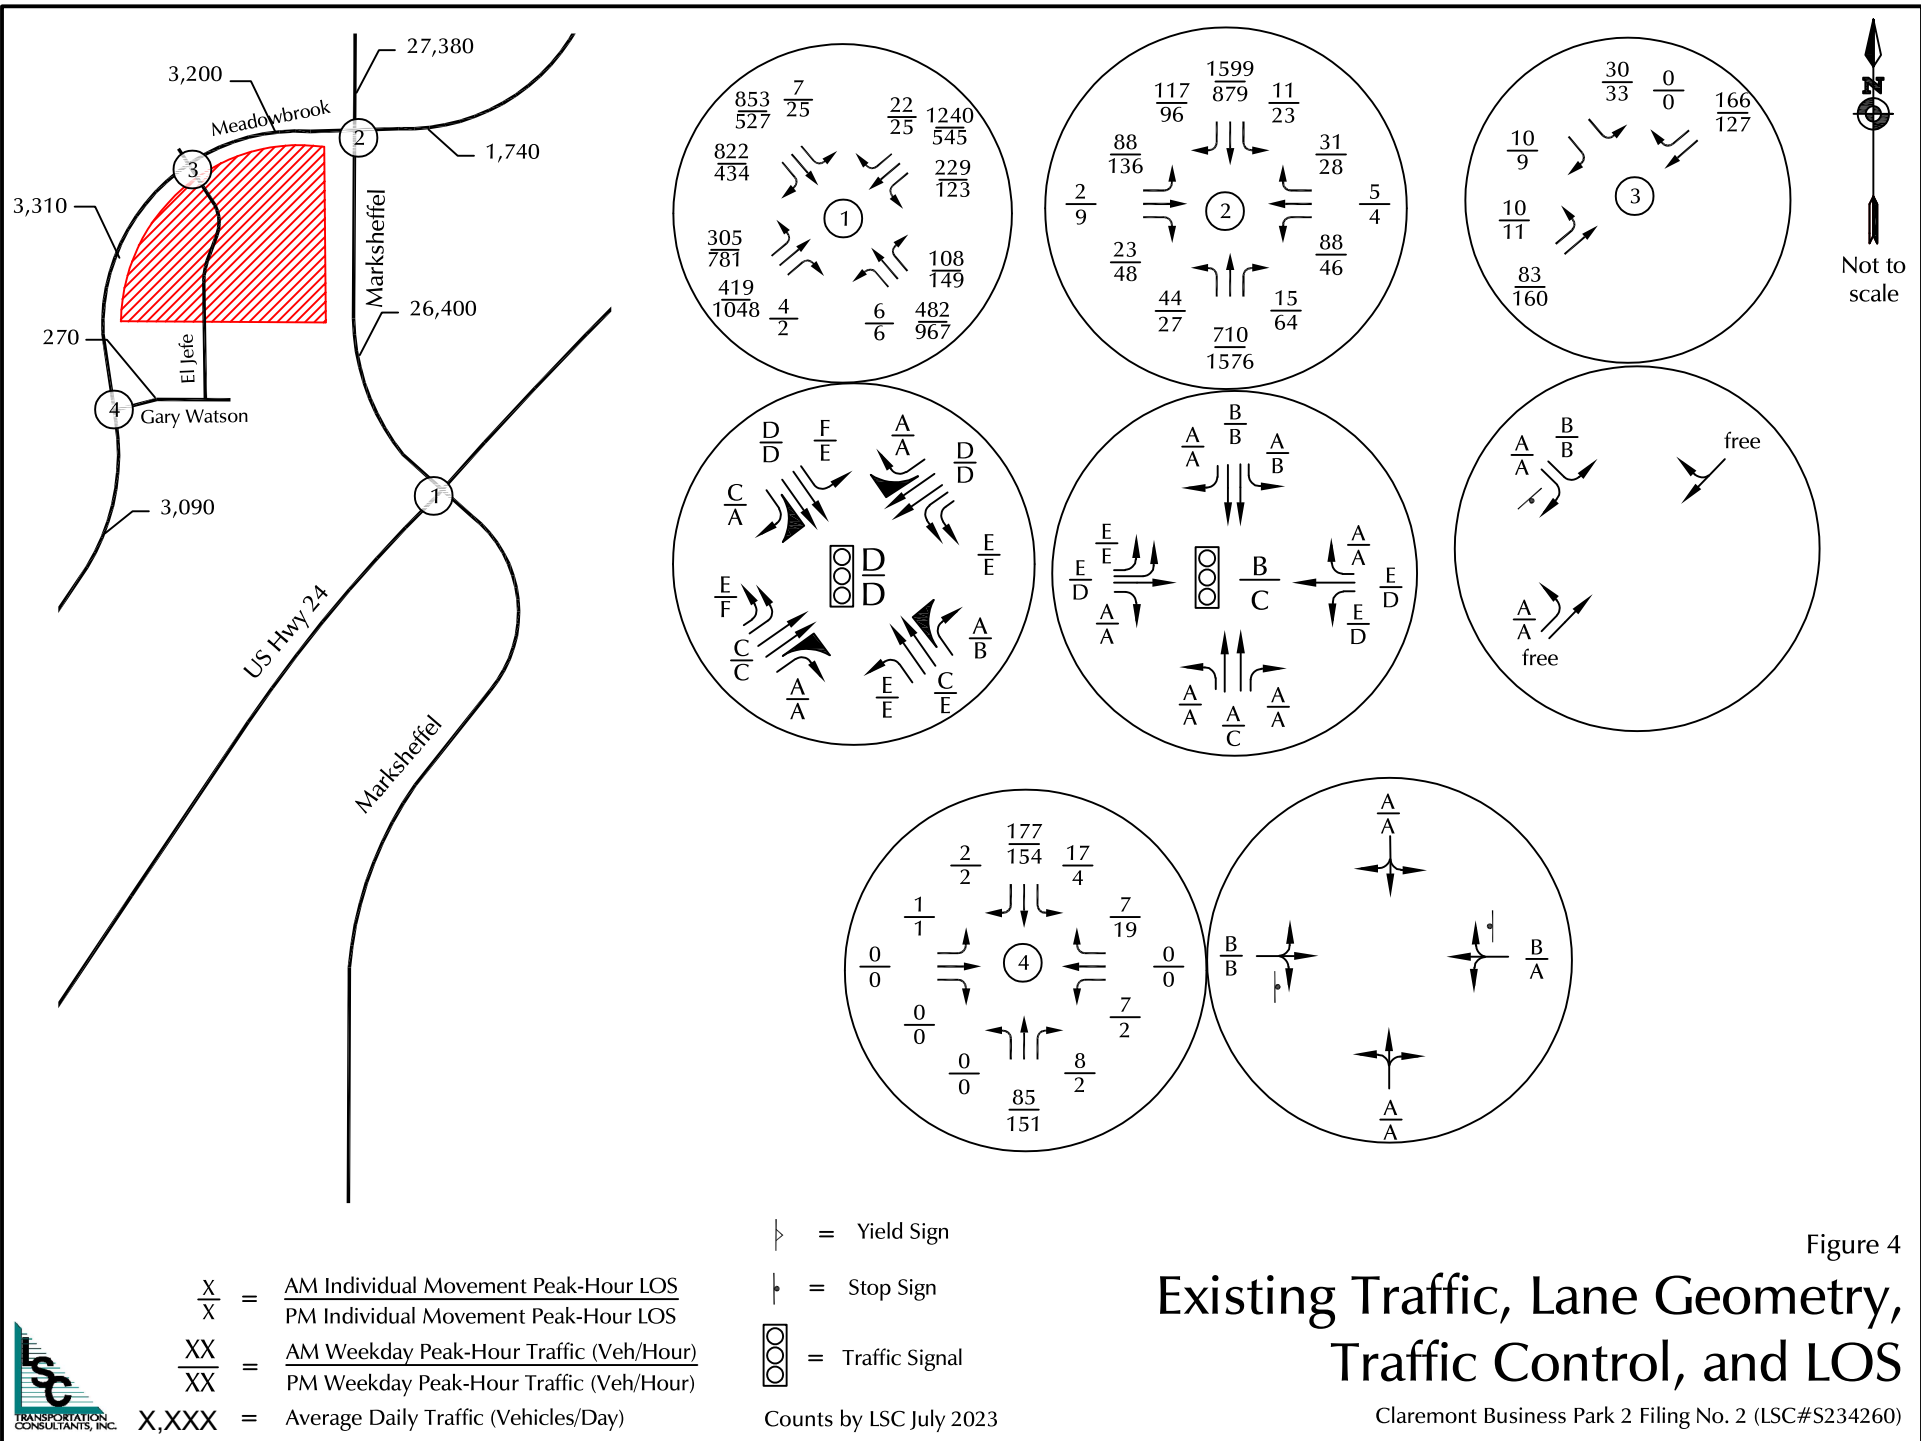 27,380
3,200
Meadowbrook
2
1,740
3
3,310
Marksheffel
26,400
270
El Jefe
4
Gary Watson
1
3,090
US Hwy 24
Marksheffel
853
527
7
25
22
25
1240
545
822
434
229
123
1
305
781
108
149
419
1048
4
2
6
6
482
967
1599
879
117
96
11
23
88
136
31
28
2
9
2
5
4
23
48
88
46
44
27
15
64
710
1576
30
33
0
0
166
127
10
9
3
10
11
83
160
N
Not to
scale
D
D
F
E
A
A
D
D
C
A
E
E
D
D
E
F
C
C
A
A
E
E
C
E
A
B
B
B
A
A
A
B
E
E
E
D
A
A
B
C
A
A
E
D
E
D
A
A
A
C
A
A
A
A
B
B
free
A
A
free
177
154
2
2
17
4
1
1
7
19
0
0
4
0
0
0
0
7
2
0
0
8
2
85
151
A
A
B
B
B
A
A
A
= Yield Sign
= Stop Sign
= Traffic Signal
Counts by LSC July 2023
X
X
=
AM Individual Movement Peak-Hour LOS
PM Individual Movement Peak-Hour LOS
XX
XX
=
AM Weekday Peak-Hour Traffic (Veh/Hour)
PM Weekday Peak-Hour Traffic (Veh/Hour)
X,XXX = Average Daily Traffic (Vehicles/Day)
LSC
TRANSPORTATION
CONSULTANTS, INC.
Figure 4
Existing Traffic, Lane Geometry,
Traffic Control, and LOS
Claremont Business Park 2 Filing No. 2 (LSC#S234260)